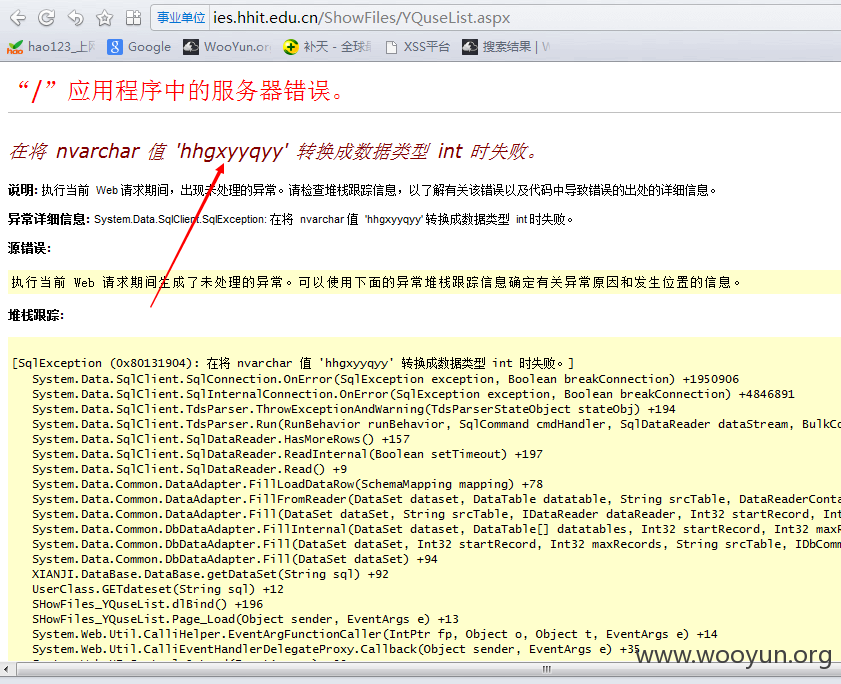 事业单位 ies.hhit.edu.cn/ShowFiles/YQuseList.aspx
hao123_上 Google WooYun.or 补天 - 全球 XSS平台 搜索结果 | W
“/”应用程序中的服务器错误。
在将 nvarchar 值 'hhgxyyqyy' 转换成数据类型 int 时失败。
说明: 执行当前 Web 请求期间，出现未处理的异常。请检查堆栈跟踪信息，以了解有关该错误以及代码中导致错误的出处的详细信息。
异常详细信息: System.Data.SqlClient.SqlException: 在将 nvarchar 值 'hhgxyyqyy' 转换成数据类型 int 时失败。
源错误:
执行当前 Web 请求期间生成了未处理的异常。可以使用下面的异常堆栈跟踪信息确定有关异常原因和发生位置的信息。
堆栈跟踪:
[SqlException (0x80131904): 在将 nvarchar 值 'hhgxyyqyy' 转换成数据类型 int 时失败。]
System.Data.SqlClient.SqlConnection.OnError(SqlException exception, Boolean breakConnection) +1950906
System.Data.SqlClient.SqlInternalConnection.OnError(SqlException exception, Boolean breakConnection) +4846891
System.Data.SqlClient.TdsParser.ThrowExceptionAndWarning(TdsParserStateObject stateObj) +194
System.Data.SqlClient.TdsParser.Run(RunBehavior runBehavior, SqlCommand cmdHandler, SqlDataReader dataStream, BulkCo
System.Data.SqlClient.SqlDataReader.HasMoreRows() +157
System.Data.SqlClient.SqlDataReader.ReadInternal(Boolean setTimeout) +197
System.Data.SqlClient.SqlDataReader.Read() +9
System.Data.Common.DataAdapter.FillLoadDataRow(SchemaMapping mapping) +78
System.Data.Common.DataAdapter.FillFromReader(DataSet dataset, DataTable datatable, String srcTable, DataReaderConta
System.Data.Common.DataAdapter.Fill(DataSet dataSet, String srcTable, IDataReader dataReader, Int32 startRecord, Int
System.Data.Common.DbDataAdapter.FillInternal(DataSet dataset, DataTable[] datatables, Int32 startRecord, Int32 maxR
System.Data.Common.DbDataAdapter.Fill(DataSet dataSet, Int32 startRecord, Int32 maxRecords, String srcTable, IDbComm
System.Data.Common.DbDataAdapter.Fill(DataSet dataSet) +94
XIANJI.DataBase.DataBase.getDataSet(String sql) +92
UserClass.GETdateset(String sql) +12
SHowFiles_YQuseList.dlBind() +196
SHowFiles_YQuseList.Page_Load(Object sender, EventArgs e) +13
System.Web.Util.CalliHelper.EventArgFunctionCaller(IntPtr fp, Object o, Object t, EventArgs e) +14
System.Web.Util.CalliEventHandlerDelegateProxy.Callback(Object sender, EventArgs e) +35
www.wooyun.org